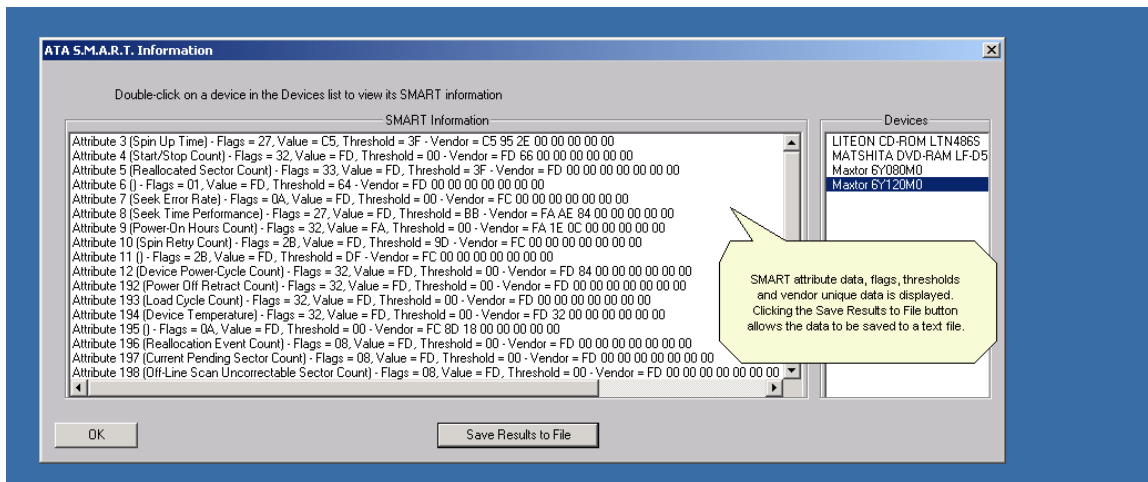 ATA S.M.A.R.T. Information
Double-click on a device in the Devices list to view its SMART information
SMART Information
Attribute 3 (Spin Up Time) - Flags = 27, Value = C5, Threshold = 3F - Vendor = C5 95 2E 00 00 00 00 00
Attribute 4 (Start/Stop Count) - Flags = 32, Value = FD, Threshold = 00 - Vendor = FD 66 00 00 00 00 00 00
Attribute 5 (Reallocated Sector Count) - Flags = 33, Value = FD, Threshold = 3F - Vendor = FD 00 00 00 00 00 00 00
Attribute 6 () - Flags = 01, Value = FD, Threshold = 64 - Vendor = FD 00 00 00 00 00 00 00
Attribute 7 (Seek Error Rate) - Flags = 0A, Value = FD, Threshold = 00 - Vendor = FC 00 00 00 00 00 00 00
Attribute 8 (Seek Time Performance) - Flags = 27, Value = FD, Threshold = BB - Vendor = FA AE 84 00 00 00 00 00
Attribute 9 (Power-On Hours Count) - Flags = 32, Value = FA, Threshold = 00 - Vendor = FA 1E 0C 00 00 00 00 00
Attribute 10 (Spin Retry Count) - Flags = 2B, Value = FD, Threshold = 9D - Vendor = FC 00 00 00 00 00 00 00
Attribute 11 () - Flags = 2B, Value = FD, Threshold = DF - Vendor = FC 00 00 00 00 00 00 00
Attribute 12 (Device Power-Cycle Count) - Flags = 32, Value = FD, Threshold = 00 - Vendor = FD 84 00 00 00 00 00 00
Attribute 192 (Power Off Retract Count) - Flags = 32, Value = FD, Threshold = 00 - Vendor = FD 00 00 00 00 00 00 00
Attribute 193 (Load Cycle Count) - Flags = 32, Value = FD, Threshold = 00 - Vendor = FD 00 00 00 00 00 00 00
Attribute 194 (Device Temperature) - Flags = 32, Value = FD, Threshold = 00 - Vendor = FD 32 00 00 00 00 00 00
Attribute 195 () - Flags = 0A, Value = FD, Threshold = 00 - Vendor = FC 8D 18 00 00 00 00 00
Attribute 196 (Reallocation Event Count) - Flags = 08, Value = FD, Threshold = 00 - Vendor = FD 00 00 00 00 00 00 00
Attribute 197 (Current Pending Sector Count) - Flags = 08, Value = FD, Threshold = 00 - Vendor = FD 00 00 00 00 00 00 00
Attribute 198 (Off-Line Scan Uncorrectable Sector Count) - Flags = 08, Value = FD, Threshold = 00 - Vendor = FD 00 00 00 00 00 00 00
Devices
LITEON CD-ROM LTN486S
MATSHITA DVD-RAM LF-D5
Maxtor 6Y080M0
Maxtor 6Y120M0
SMART attribute data, flags, thresholds
and vendor unique data is displayed.
Clicking the Save Results to File button
allows the data to be saved to a text file.
OK
Save Results to File